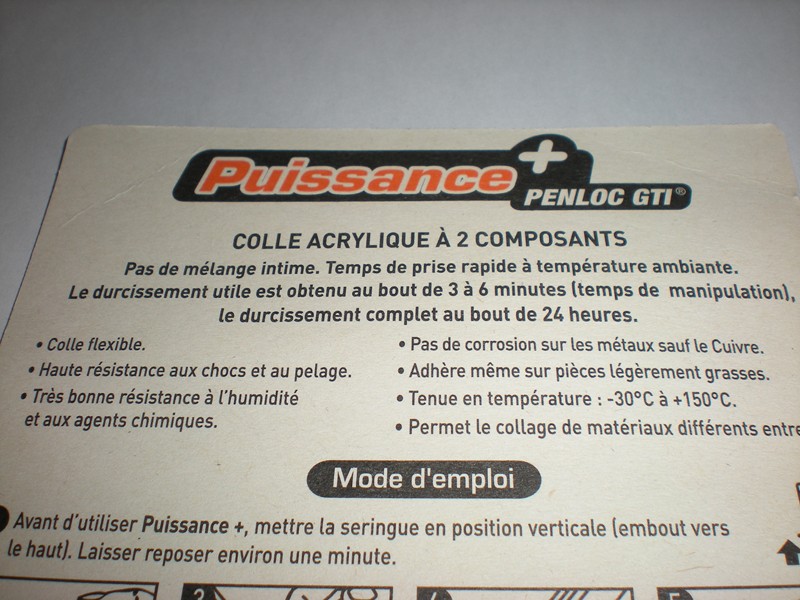 Puissance+
PENLOC GTI®
COLLE ACRYLIQUE À 2 COMPOSANTS
Pas de mélange intime. Temps de prise rapide à température ambiante.
Le durcissement utile est obtenu au bout de 3 à 6 minutes (temps de manipulation),
le durcissement complet au bout de 24 heures.
• Colle flexible.
• Haute résistance aux chocs et au pelage.
• Très bonne résistance à l'humidité
et aux agents chimiques.
• Pas de corrosion sur les métaux sauf le Cuivre.
• Adhère même sur pièces légèrement grasses.
• Tenue en température : -30°C à +150°C.
• Permet le collage de matériaux différents entre
Mode d'emploi
Avant d'utiliser Puissance +, mettre la seringue en position verticale (embout vers
le haut). Laisser reposer environ une minute.